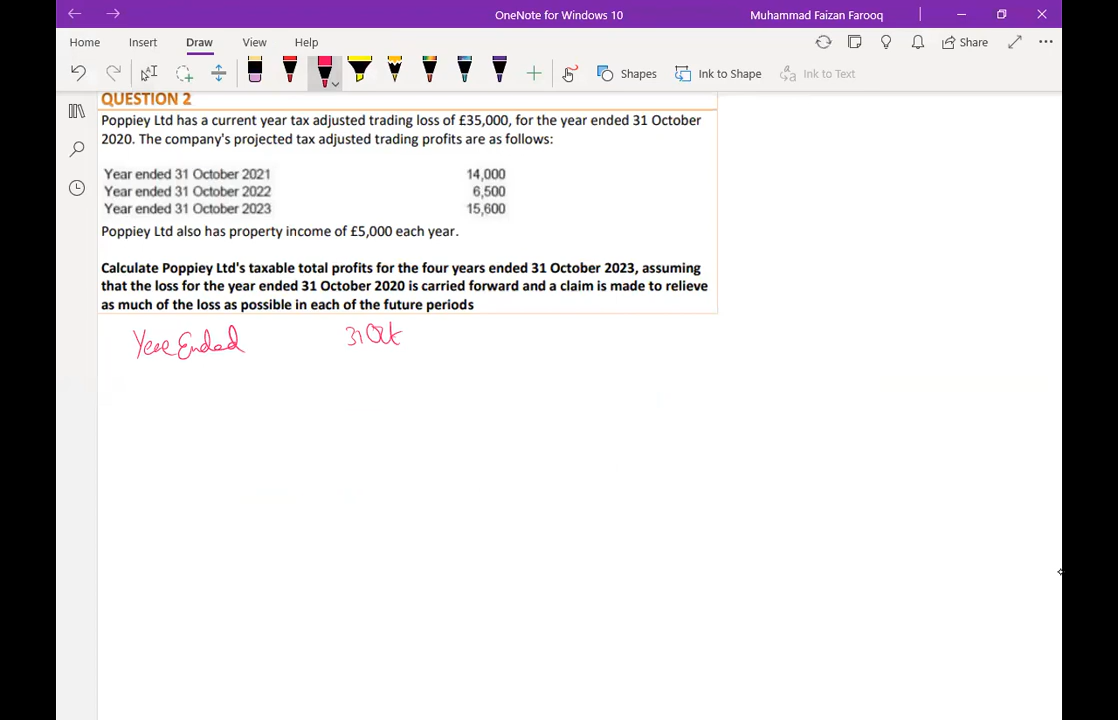 OneNote for Windows 10
Muhammad Faizan Farooq
Home Insert Draw View Help
Share
Shapes Ink to Shape Ink to Text
QUESTION 2
Poppiey Ltd has a current year tax adjusted trading loss of £35,000, for the year ended 31 October
2020. The company's projected tax adjusted trading profits are as follows:
Year ended 31 October 2021 14,000
Year ended 31 October 2022 6,500
Year ended 31 October 2023 15,600
Poppiey Ltd also has property income of £5,000 each year.
Calculate Poppiey Ltd's taxable total profits for the four years ended 31 October 2023, assuming
that the loss for the year ended 31 October 2020 is carried forward and a claim is made to relieve
as much of the loss as possible in each of the future periods
Year Ended 31 Oct